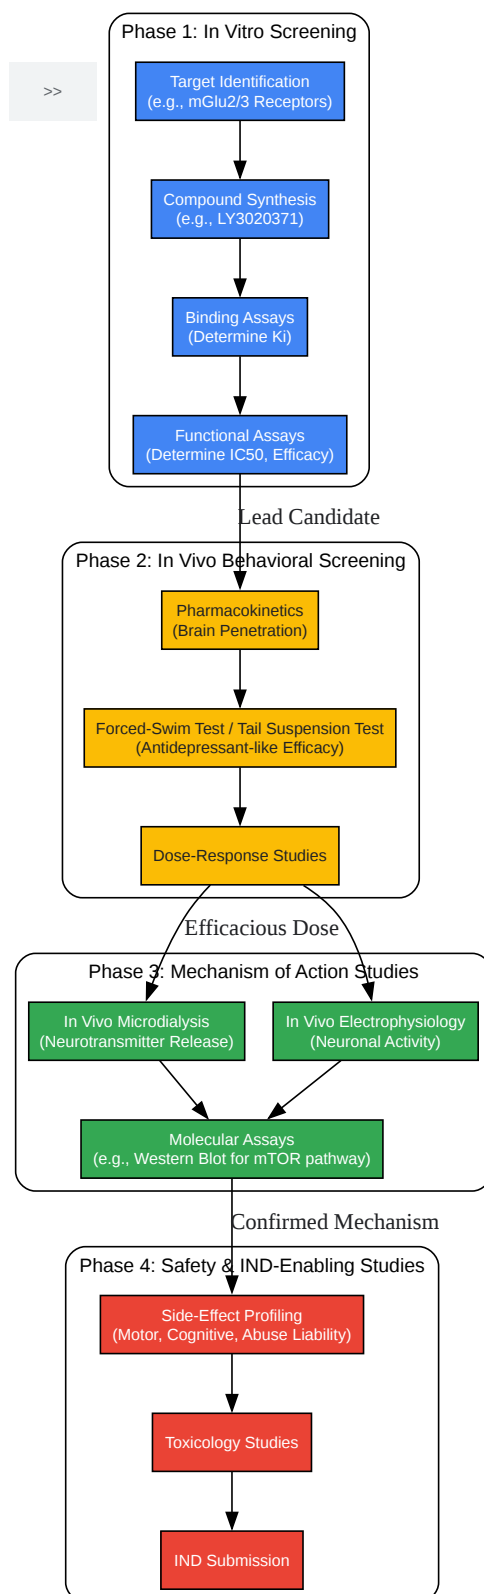 Phase 1: In Vitro Screening
>>
Target Identification
(e.g., mGlu2/3 Receptors)
Compound Synthesis
(e.g., LY3020371)
Binding Assays
(Determine Ki)
Functional Assays
(Determine IC50, Efficacy)
Lead Candidate
Phase 2: In Vivo Behavioral Screening
Pharmacokinetics
(Brain Penetration)
Forced-Swim Test / Tail Suspension Test
(Antidepressant-like Efficacy)
Dose-Response Studies
Efficacious Dose
Phase 3: Mechanism of Action Studies
In Vivo Microdialysis
(Neurotransmitter Release)
In Vivo Electrophysiology
(Neuronal Activity)
Molecular Assays
(e.g., Western Blot for mTOR pathway)
Confirmed Mechanism
Phase 4: Safety & IND-Enabling Studies
Side-Effect Profiling
(Motor, Cognitive, Abuse Liability)
Toxicology Studies
IND Submission